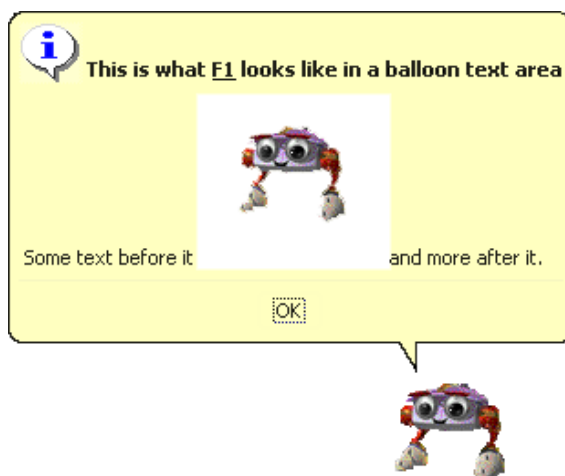 This is what F1 looks like in a balloon text area
Some text before it and more after it.
OK